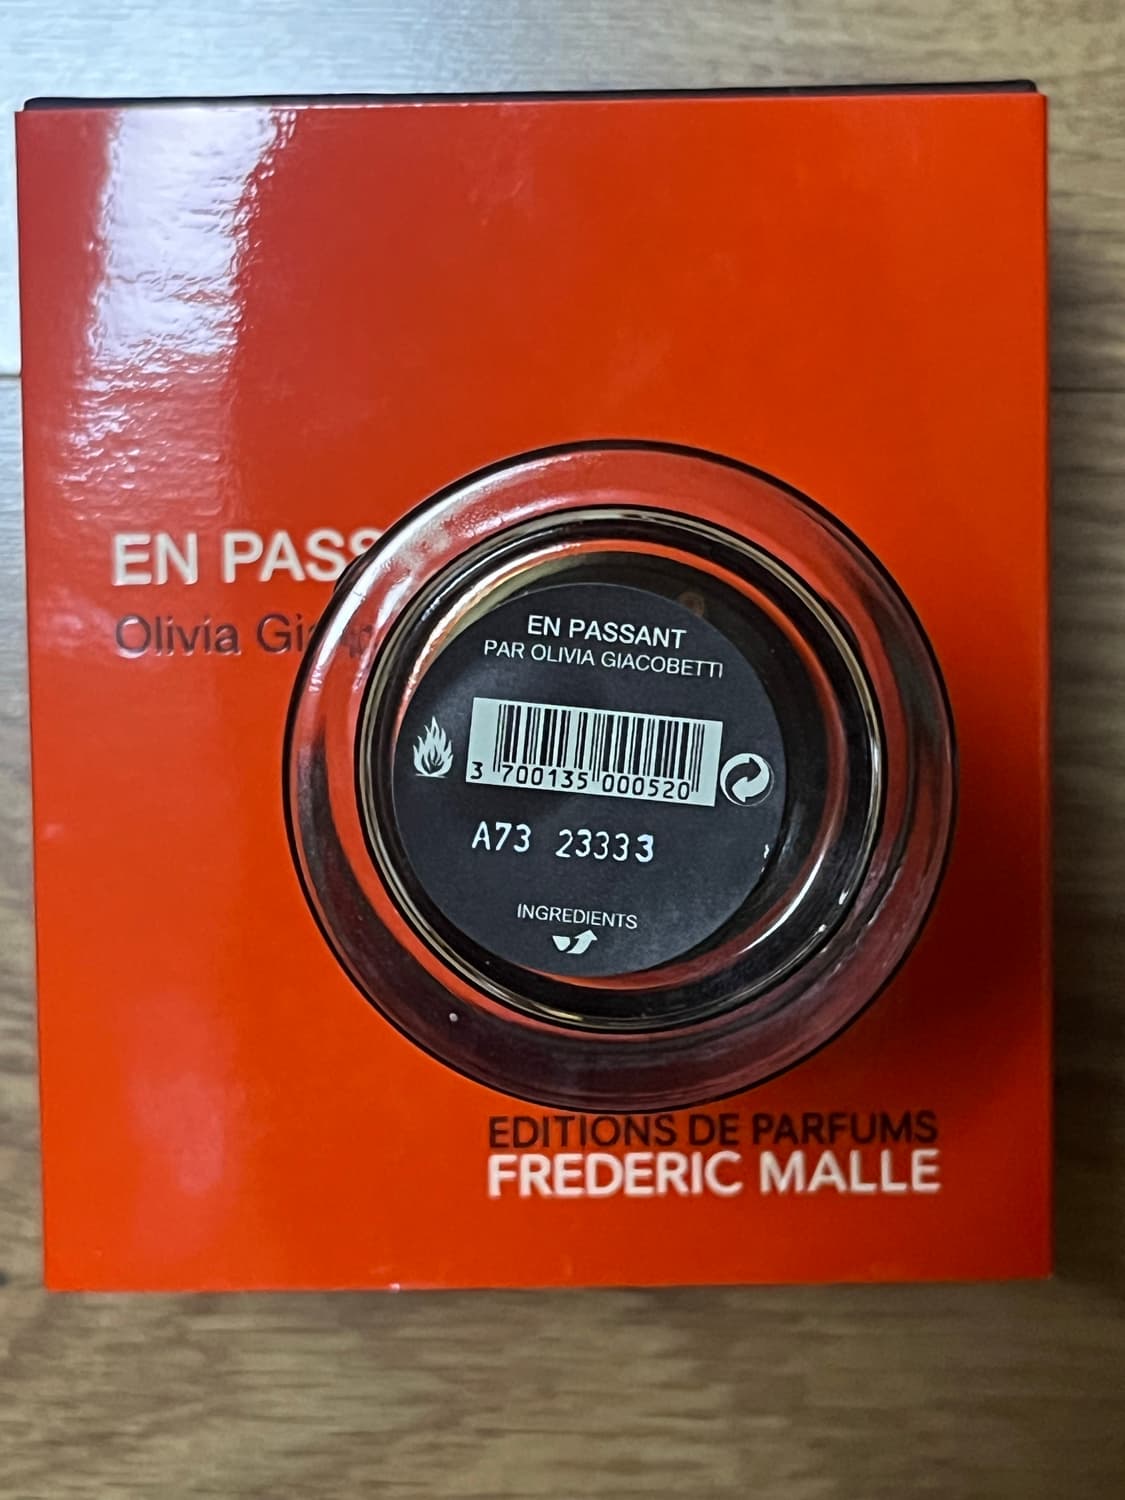 EN PASS
Olivia Gia
EN PASSANT
PAR OLIVIA GIACOBETTI
3 700135 000520
A73 23333
INGREDIENTS
EDITIONS DE PARFUMS
FREDERIC MALLE